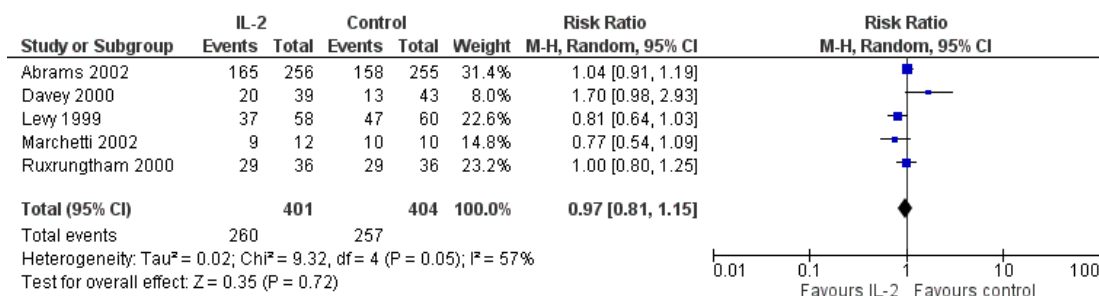 IL-2 Control Risk Ratio Risk Ratio
Study or Subgroup Events Total Events Total Weight M-H, Random, 95% CI M-H, Random, 95% CI
Abrams 2002 165 256 158 255 31.4% 1.04 [0.91, 1.19]
Davey 2000 20 39 13 43 8.0% 1.70 [0.98, 2.93]
Levy 1999 37 58 47 60 22.6% 0.81 [0.64, 1.03]
Marchetti 2002 9 12 10 10 14.8% 0.77 [0.54, 1.09]
Ruxrungtham 2000 29 36 29 36 23.2% 1.00 [0.80, 1.25]
Total (95% CI) 401 404 100.0% 0.97 [0.81, 1.15]
Total events 260 257
Heterogeneity: Tau² = 0.02; Chi² = 9.32, df = 4 (P = 0.05); I² = 57%
Test for overall effect: Z = 0.35 (P = 0.72)
0.01 0.1 1 10 100
Favours IL-2 Favours control